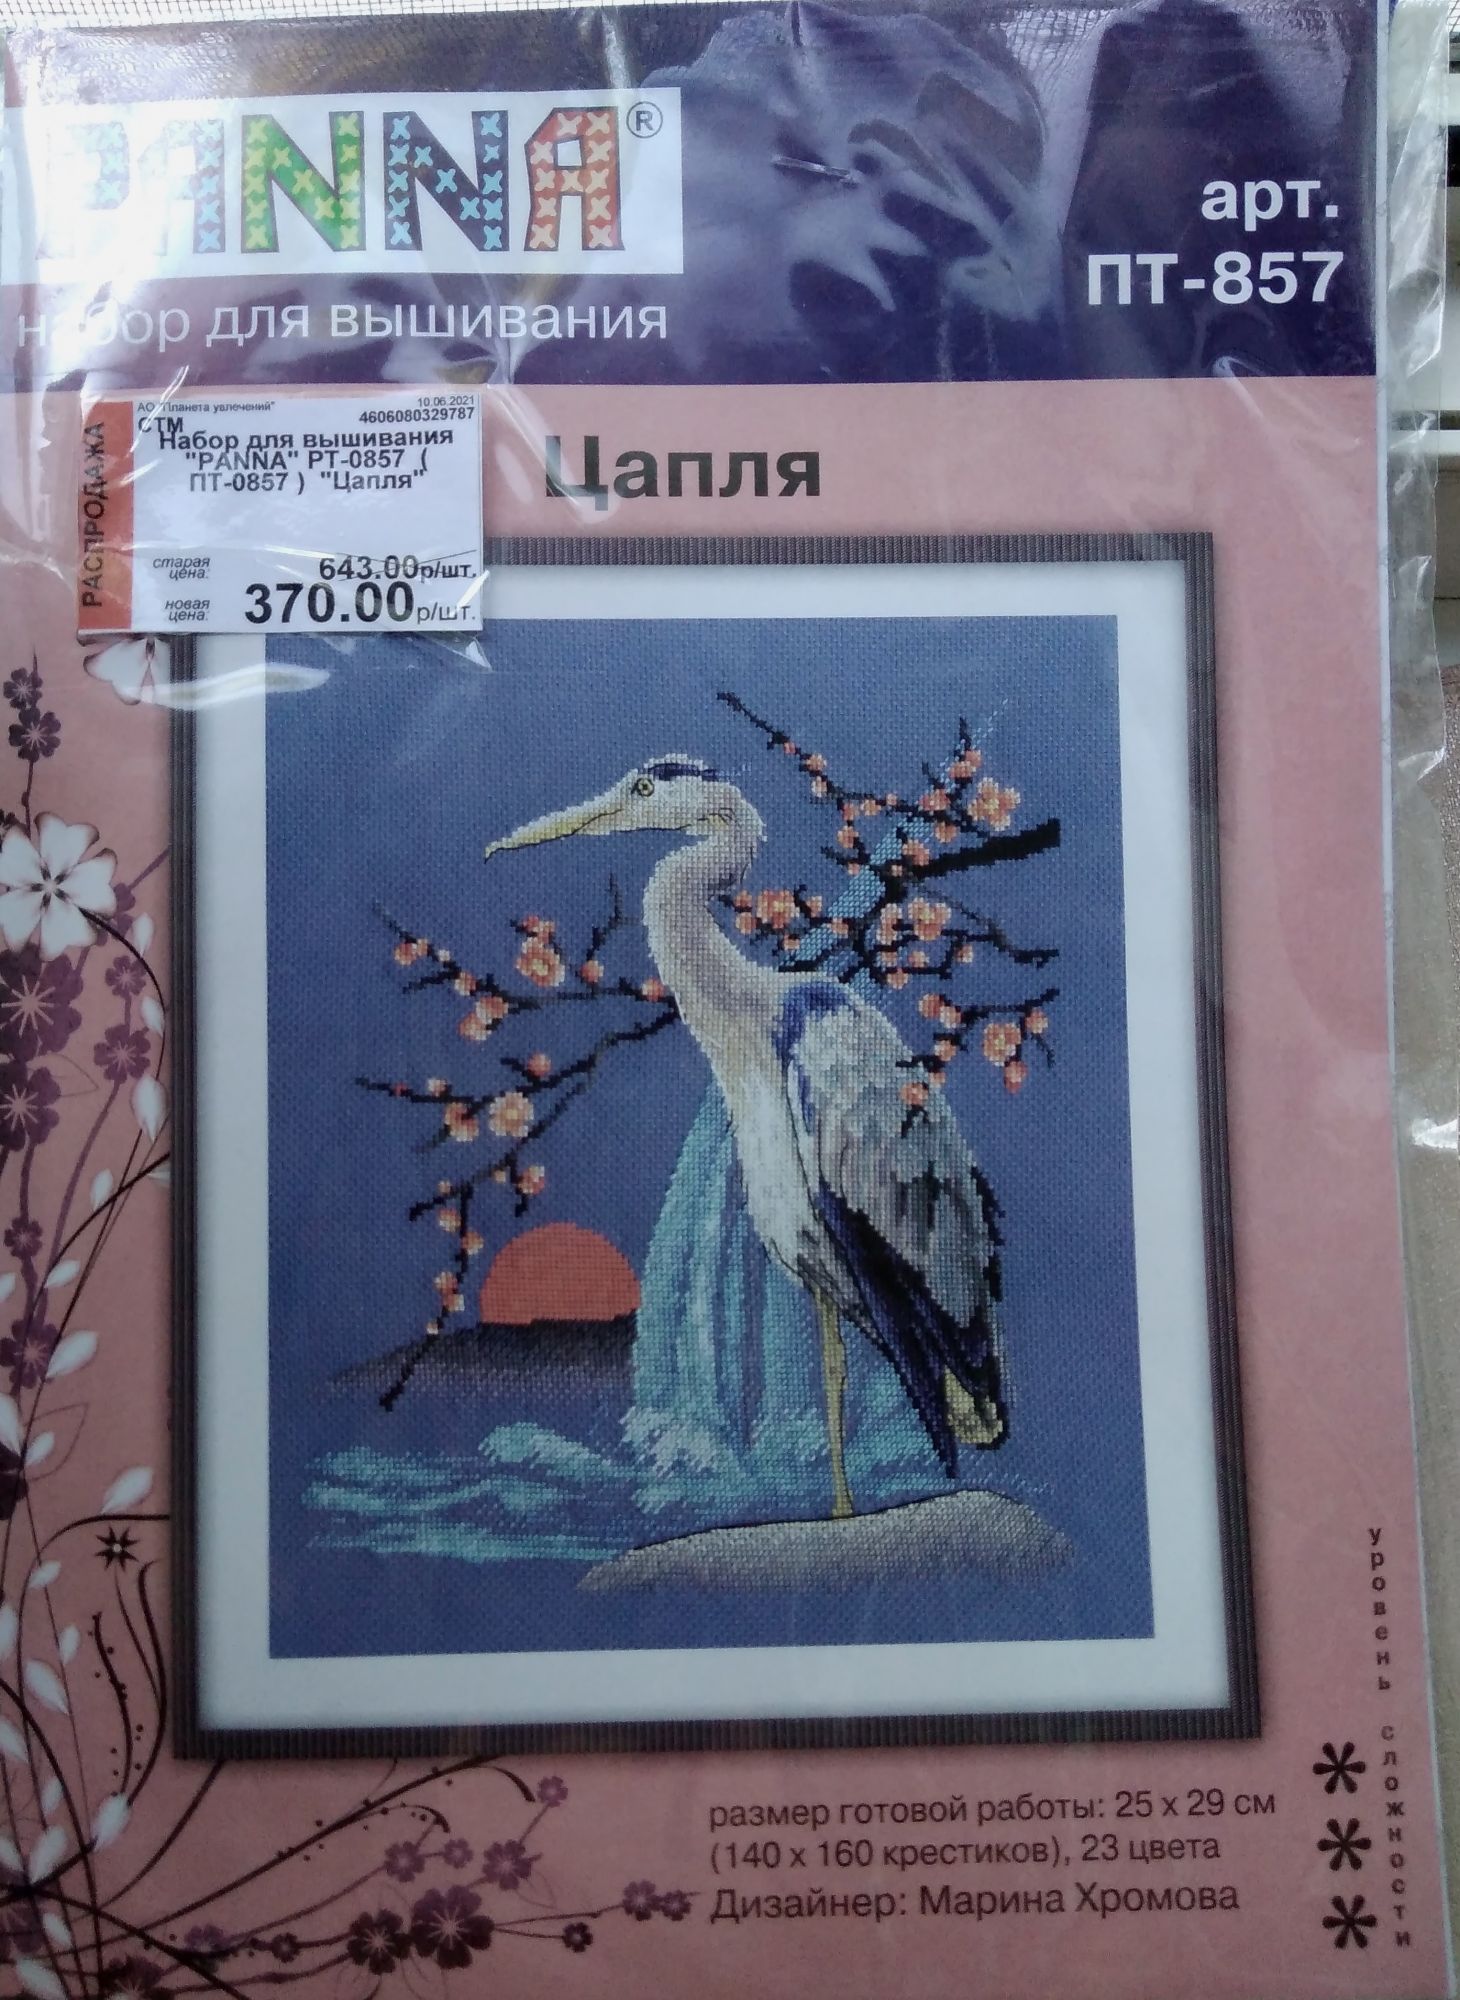 PANNA®
набор для вышивания
арт.
ПТ-857
РАСПРОДАЖА
АО "Планета увлечений" 10.06.2021
СТМ 4606080329787
Набор для вышивания
"PANNA" PT-0857 (
ПТ-0857 ) "Цапля"
старая цена: 643.00р/шт.
новая цена: 370.00р/шт.
Цапля
размер готовой работы: 25 x 29 см
(140 x 160 крестиков), 23 цвета
Дизайнер: Марина Хромова
уровень сложности